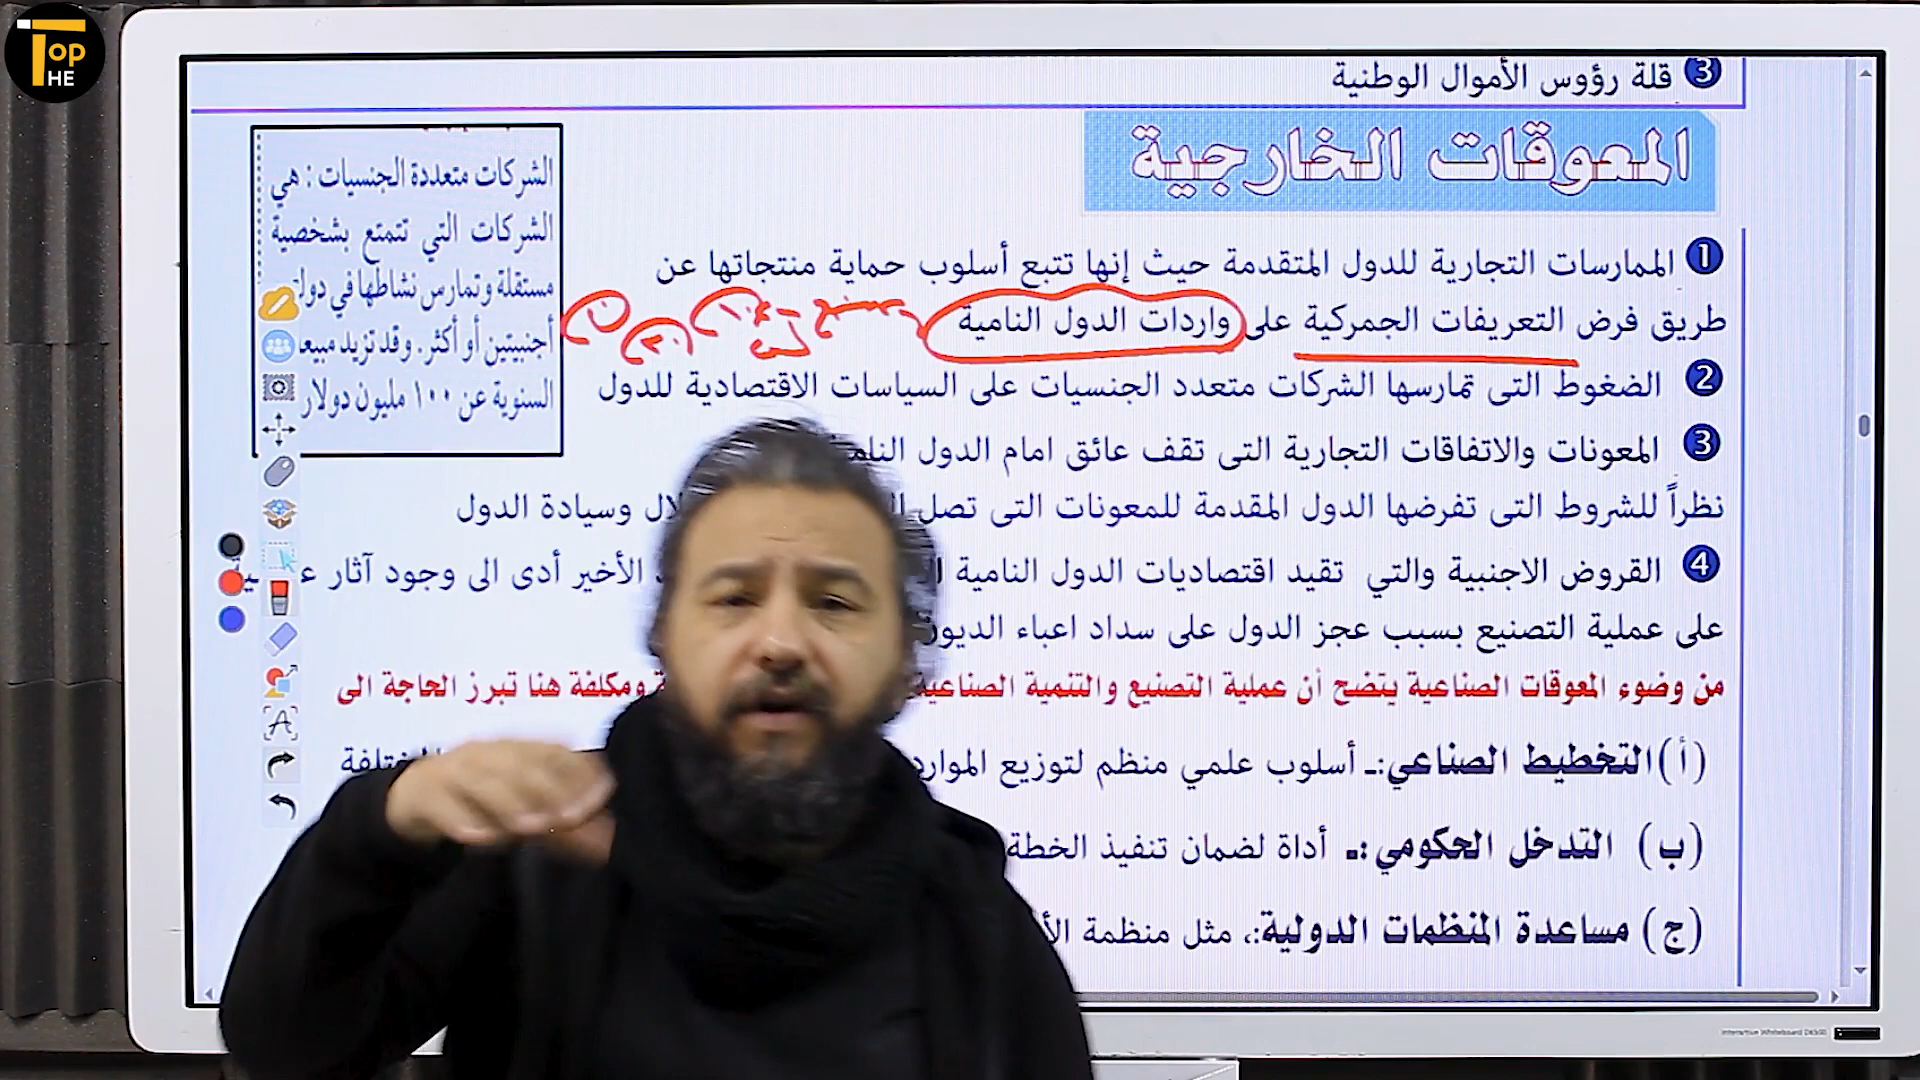 TOP
THE
3 قلة رؤوس الأموال الوطنية
المعوقات الخارجية
1 الممارسات التجارية للدول المتقدمة حيث إنها تتبع أسلوب حماية منتجاتها عن
طريق فرض التعريفات الجمركية على واردات الدول النامية
2 الضغوط التى تمارسها الشركات متعدد الجنسيات على السياسات الاقتصادية للدول
3 المعونات والاتفاقات التجارية التى تقف عائق امام الدول
نظراً للشروط التى تفرضها الدول المقدمة للمعونات التى تصل وسيادة الدول
4 القروض الاجنبية والتي تقيد اقتصاديات الدول النامية الأخير أدى الى وجود آثار
على عملية التصنيع بسبب عجز الدول على سداد اعباء الديون
من وضوء المعوقات الصناعية يتضح أن عملية التصنيع والتنمية الصناعية ومكلفة هنا تبرز الحاجة الى
(أ) التخطيط الصناعي:ـ أسلوب علمي منظم لتوزيع الموارد
(ب) التدخل الحكومي:ـ أداة لضمان تنفيذ الخطة
(ج) مساعدة المنظمات الدولية:، مثل منظمة
الشركات متعددة الجنسيات : هي
الشركات التي تتمتع بشخصية
مستقلة وتمارس نشاطها في
أجنبيتين أو أكثر. وقد تزيد
السنوية عن ١٠٠ مليون دولار
Interactive Whiteboard